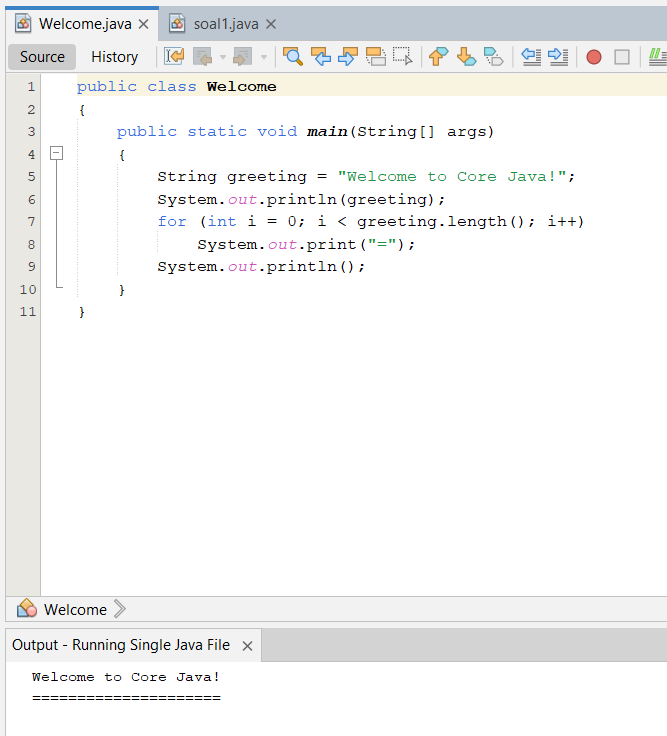 Welcome.java soal1.java
Source History
1 public class Welcome
2 {
3     public static void main(String[] args)
4     {
5         String greeting = "Welcome to Core Java!";
6         System.out.println(greeting);
7         for (int i = 0; i < greeting.length(); i++)
8             System.out.print("=");
9         System.out.println();
10     }
11 }
Welcome
Output - Running Single Java File
Welcome to Core Java!
=====================